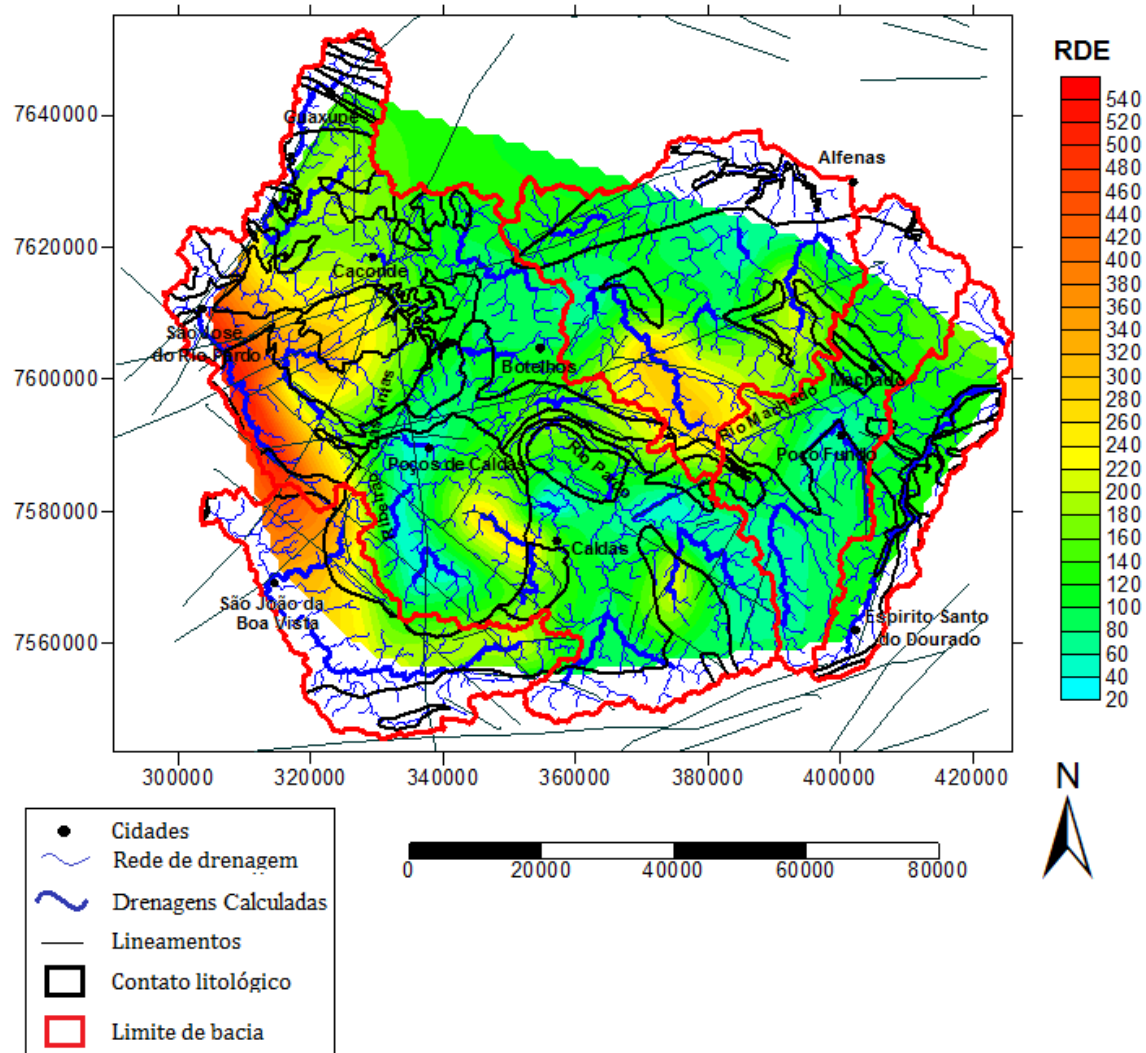 RDE
540
520
500
480
460
440
420
400
380
360
340
320
300
280
260
240
220
200
180
160
140
120
100
80
60
40
20
7640000
7620000
7600000
7580000
7560000
300000
320000
340000
360000
380000
400000
420000
Guaxupé
Alfenas
Caconde
São José
do Rio Pardo
Botelhos
Machado
Rio Machado
Poço Fundo
Poços de Caldas
Rio Pardo
Antas
Caldas
São João da
Boa Vista
Espirito Santo
do Dourado
N
0
20000
40000
60000
80000
Cidades
Rede de drenagem
Drenagens Calculadas
Lineamentos
Contato litológico
Limite de bacia